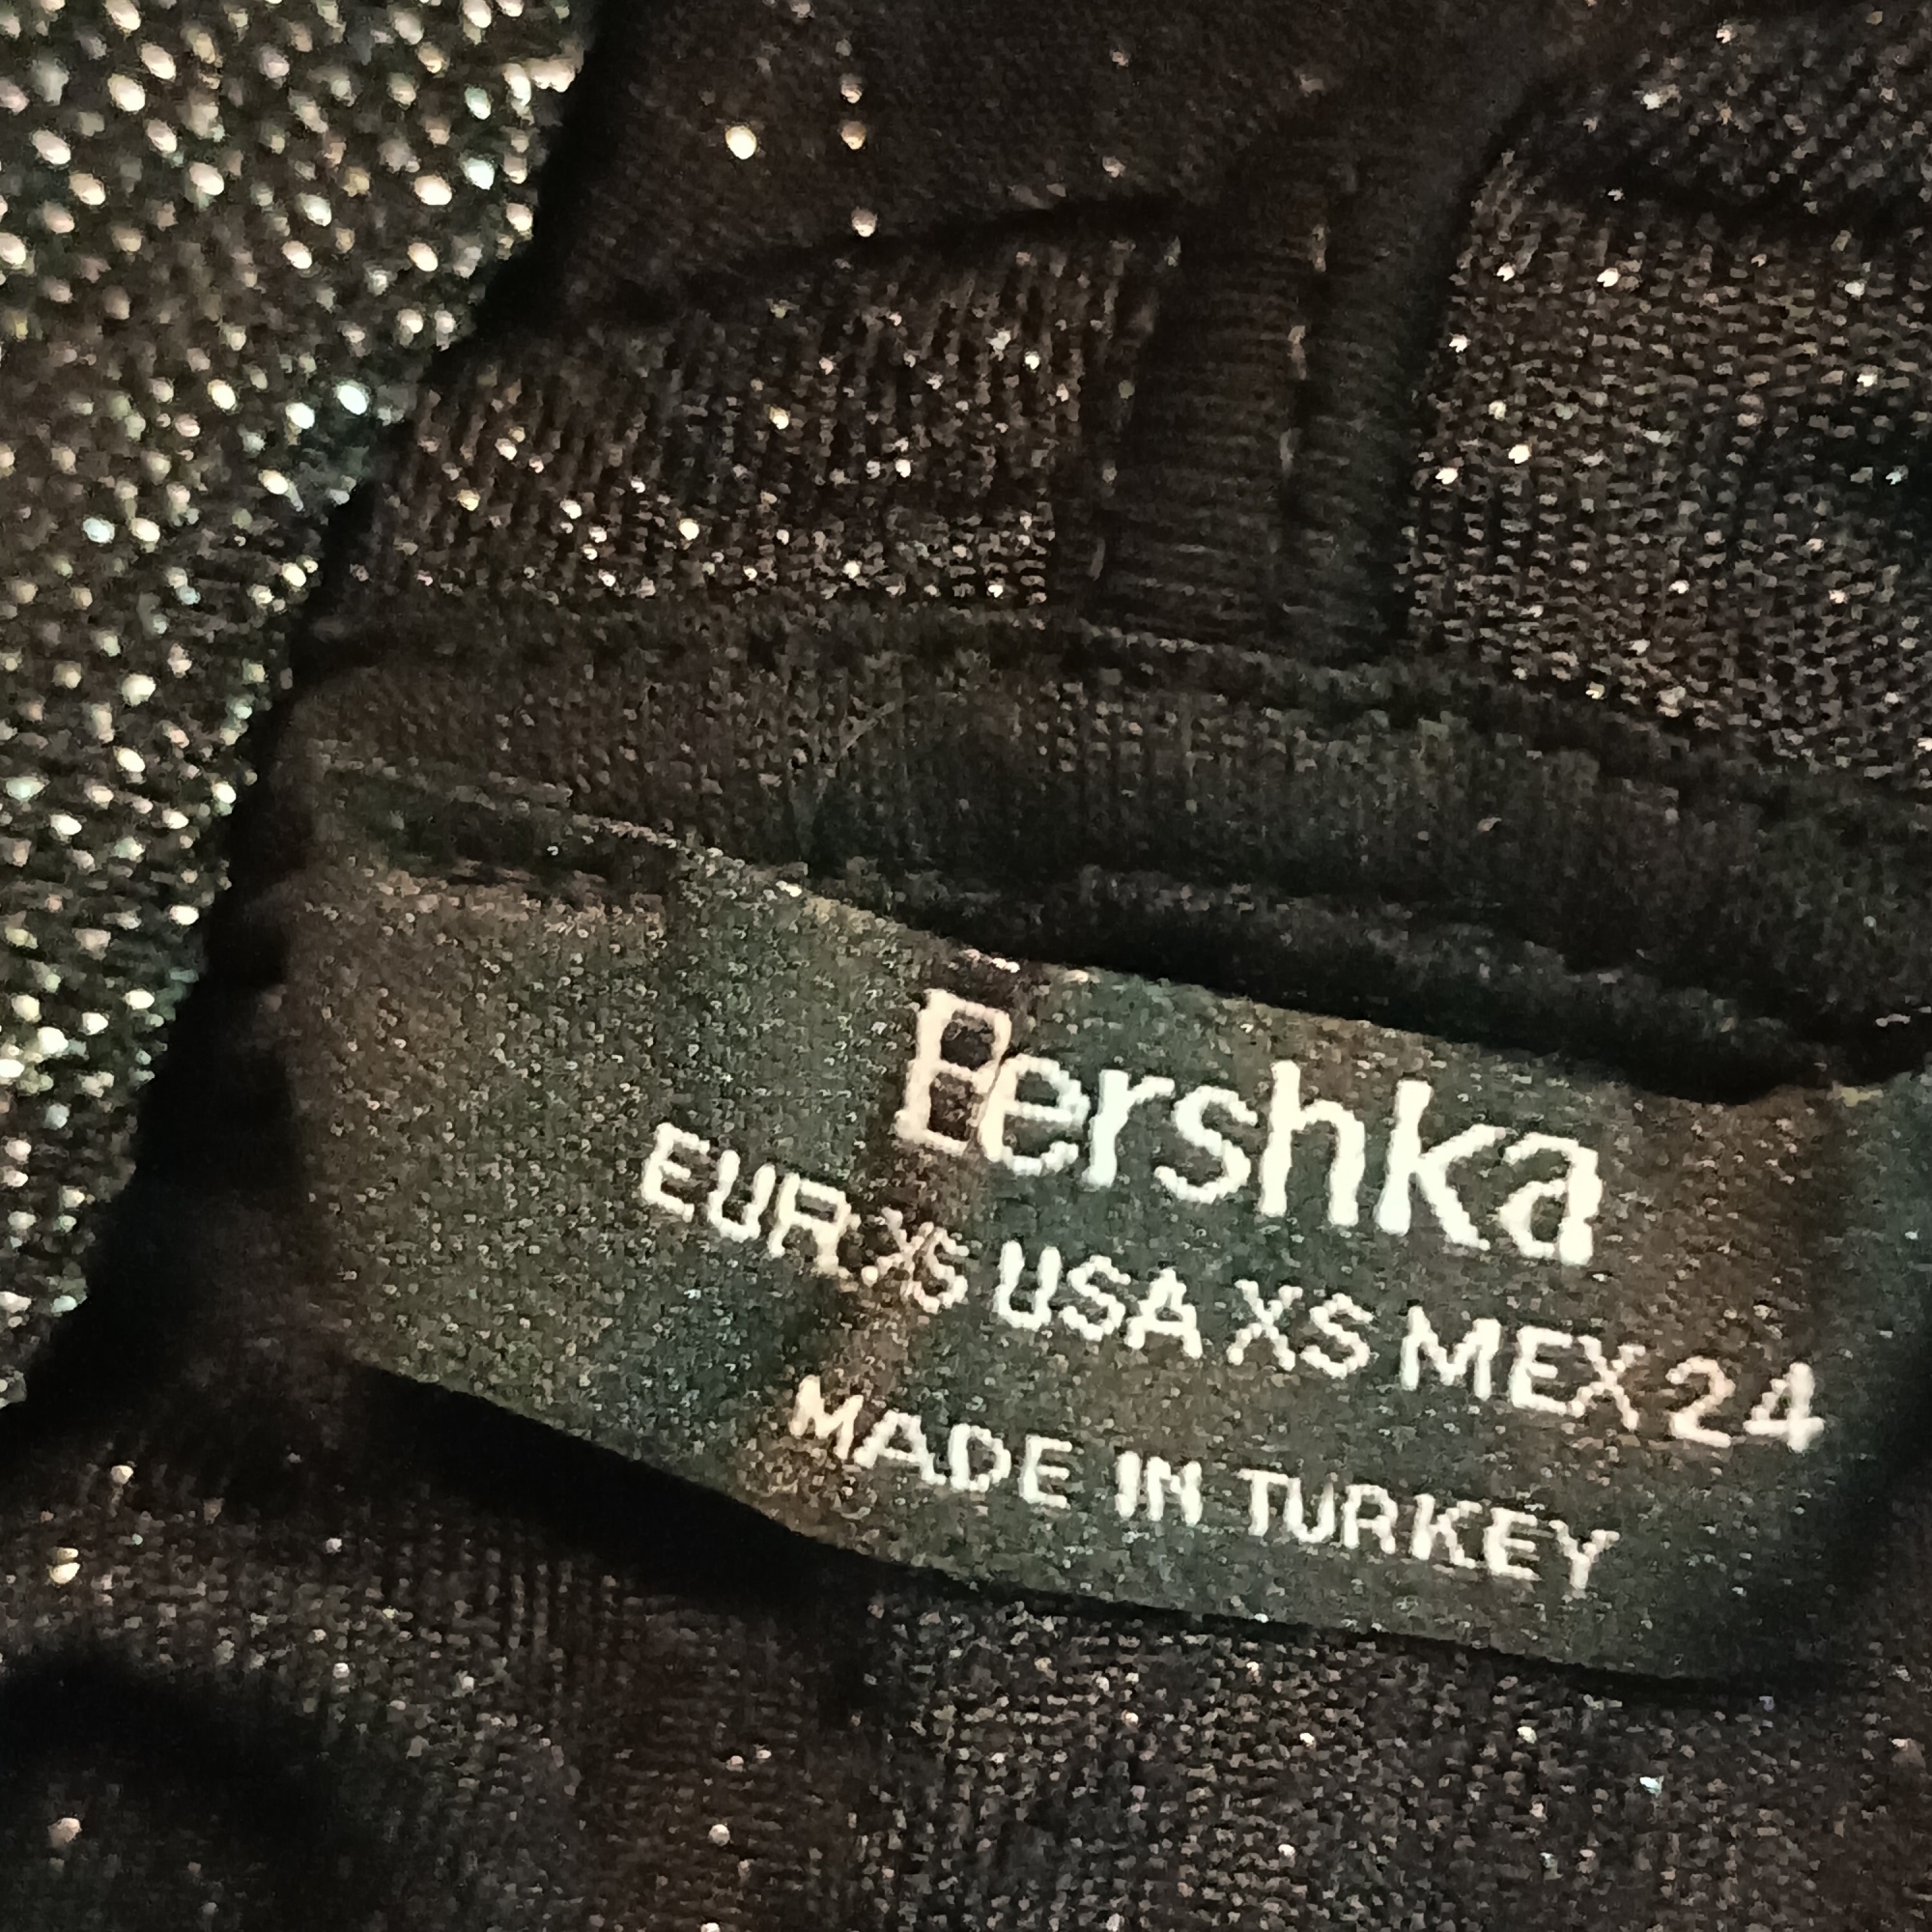 Bershka
EUR XS USA XS MEX 24
MADE IN TURKEY